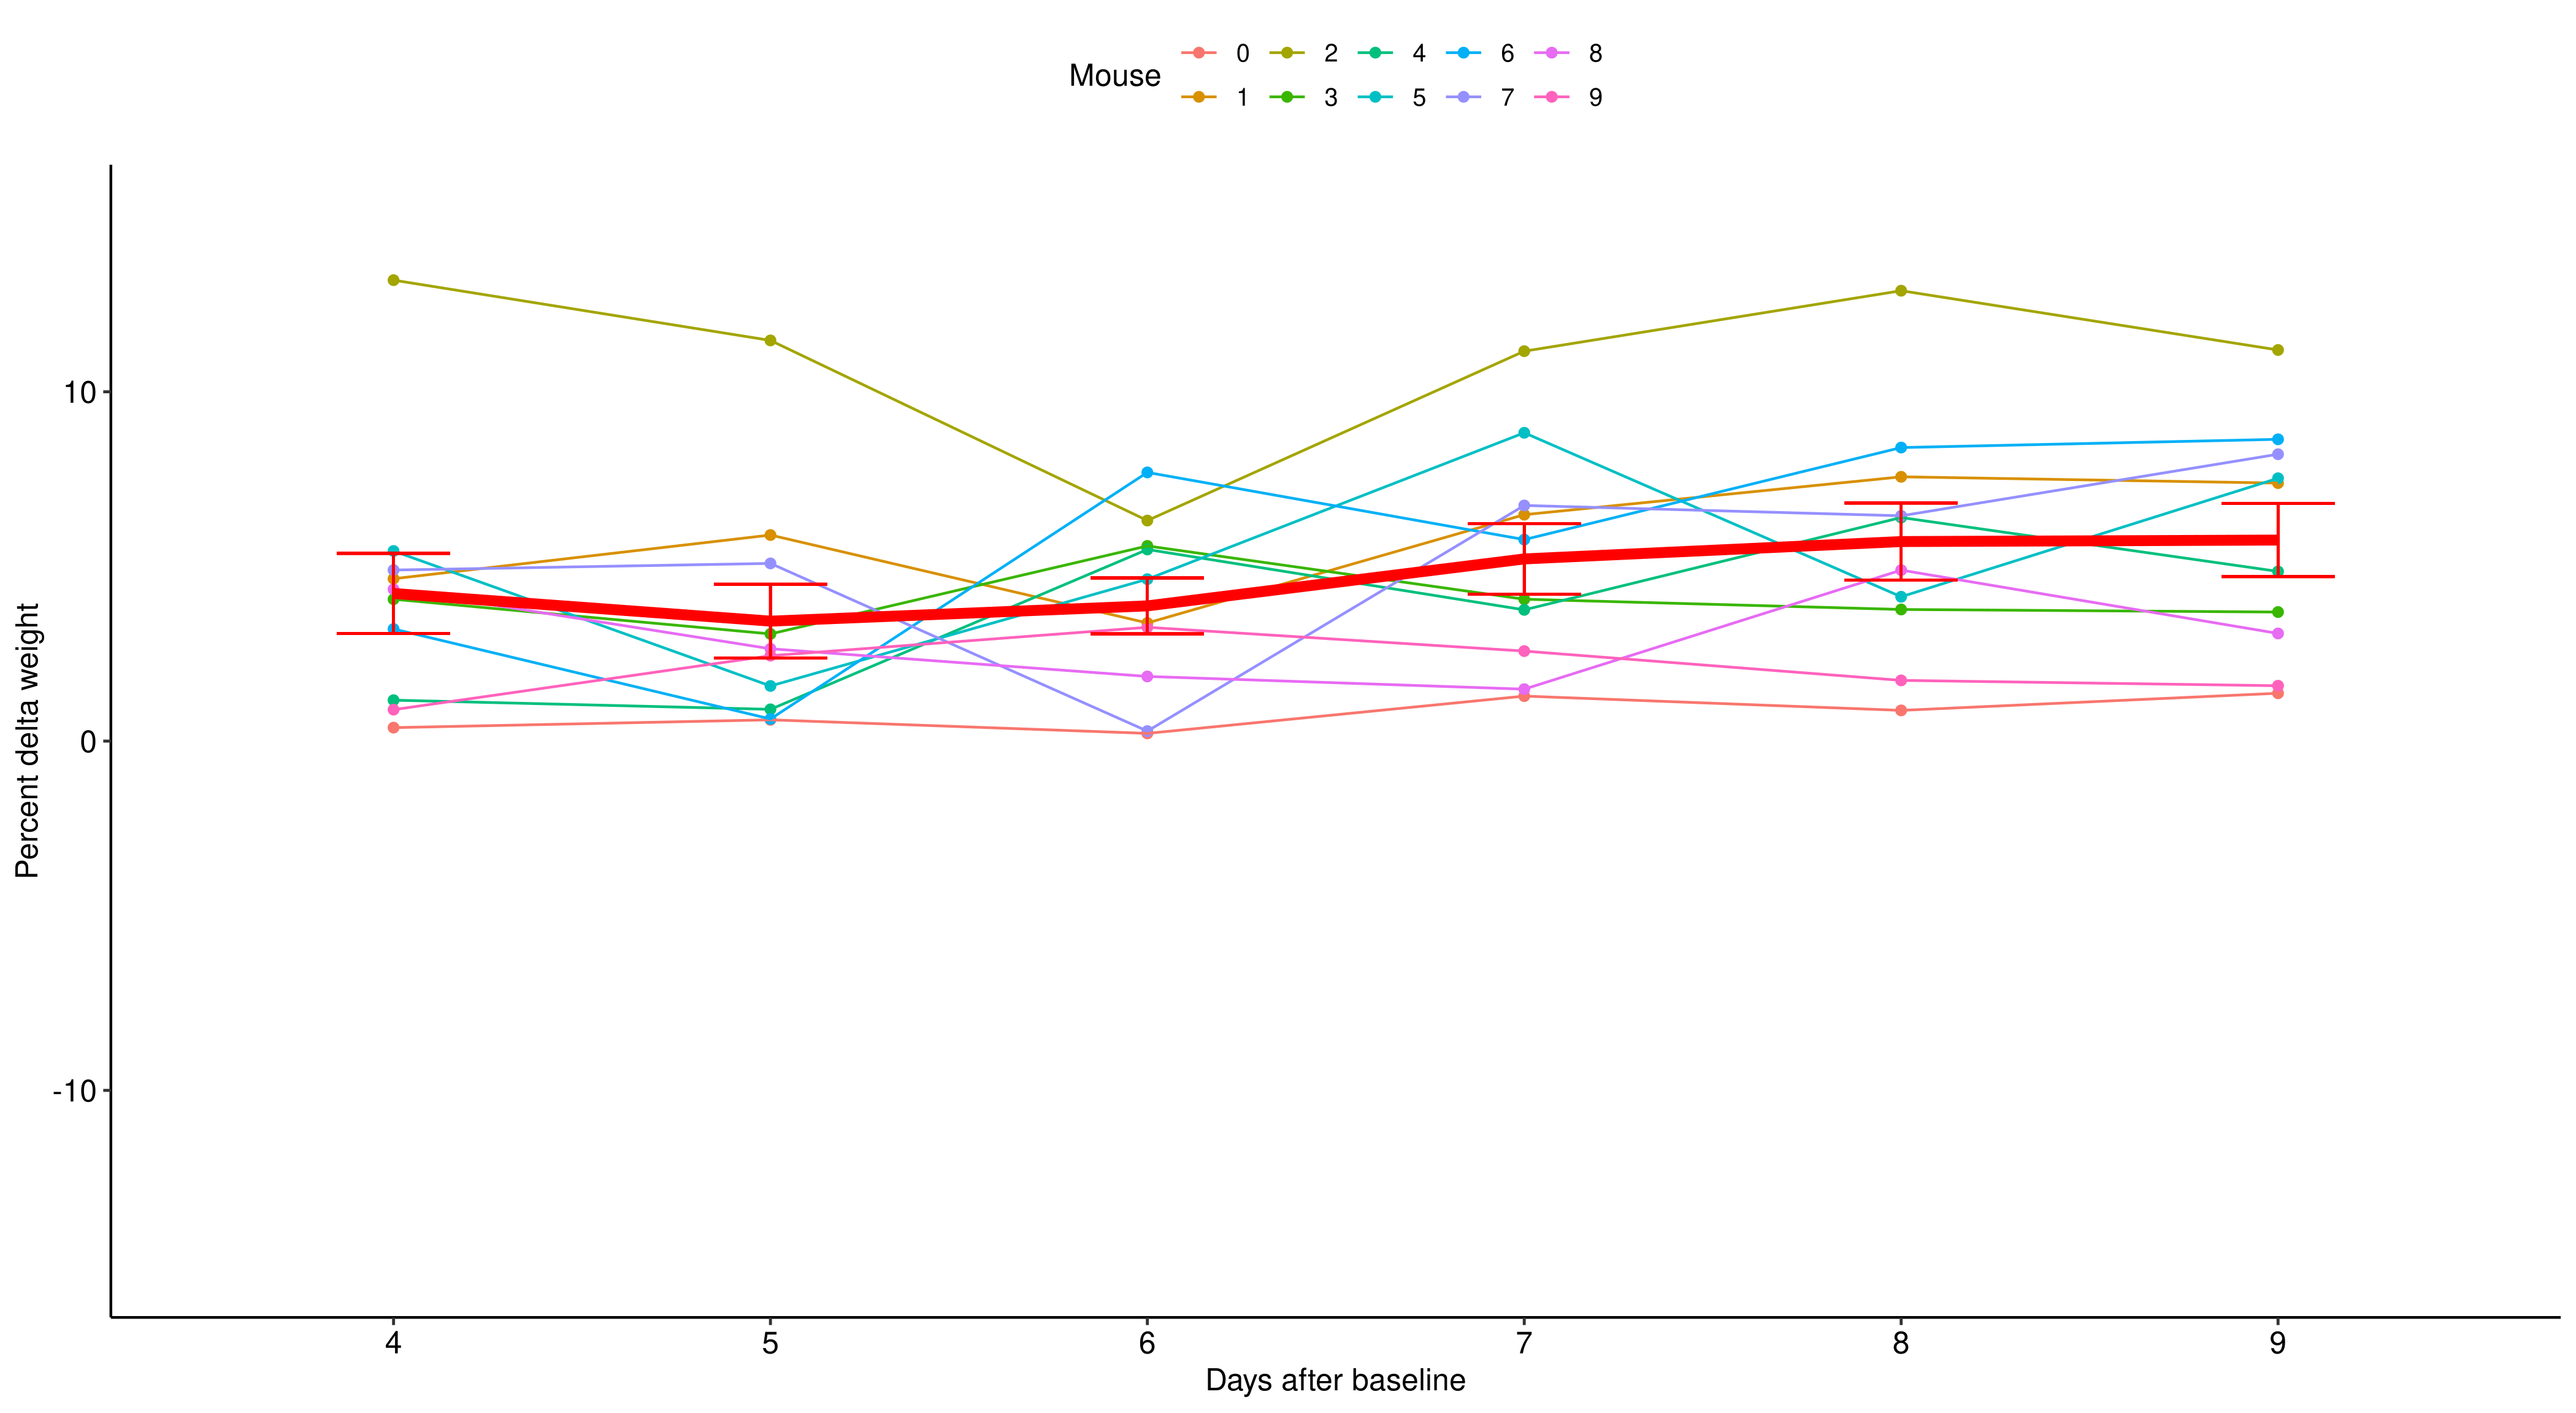 Mouse
0 2 4 6 8
1 3 5 7 9
Percent delta weight
10
0
-10
4 5 6 7 8 9
Days after baseline